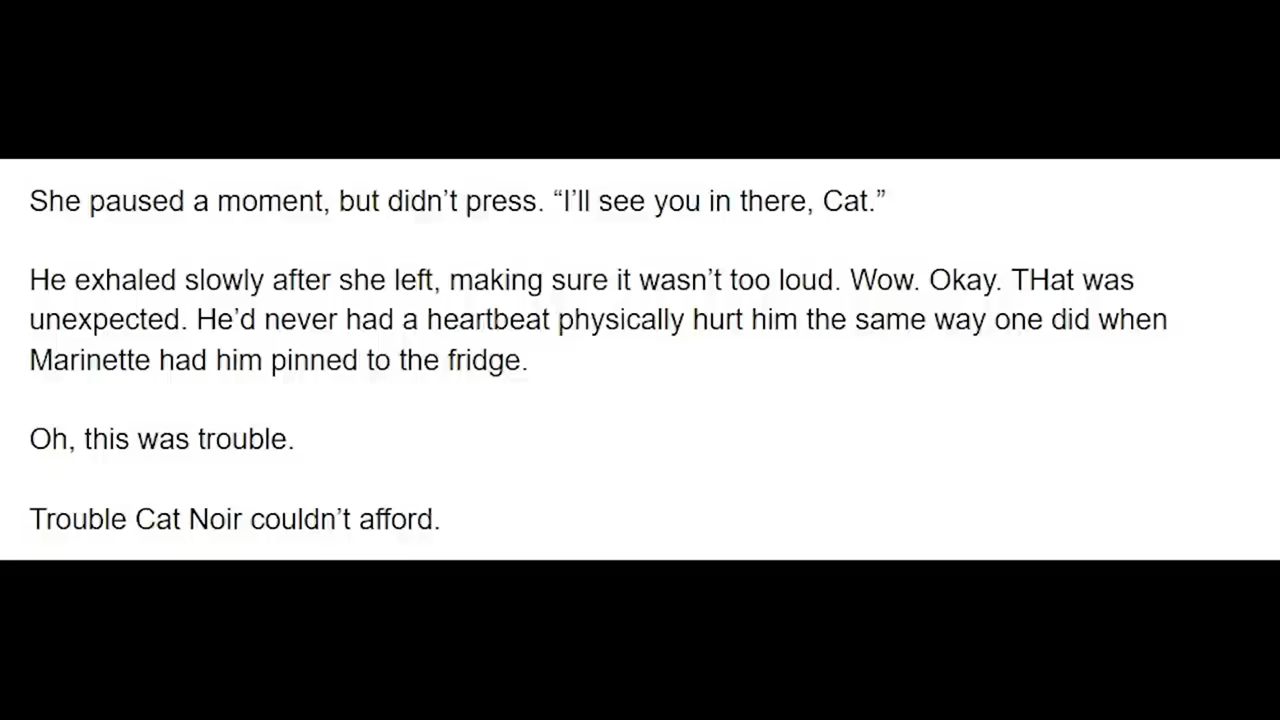 She paused a moment, but didn’t press. “I’ll see you in there, Cat.”
He exhaled slowly after she left, making sure it wasn’t too loud. Wow. Okay. THat was
unexpected. He’d never had a heartbeat physically hurt him the same way one did when
Marinette had him pinned to the fridge.
Oh, this was trouble.
Trouble Cat Noir couldn’t afford.